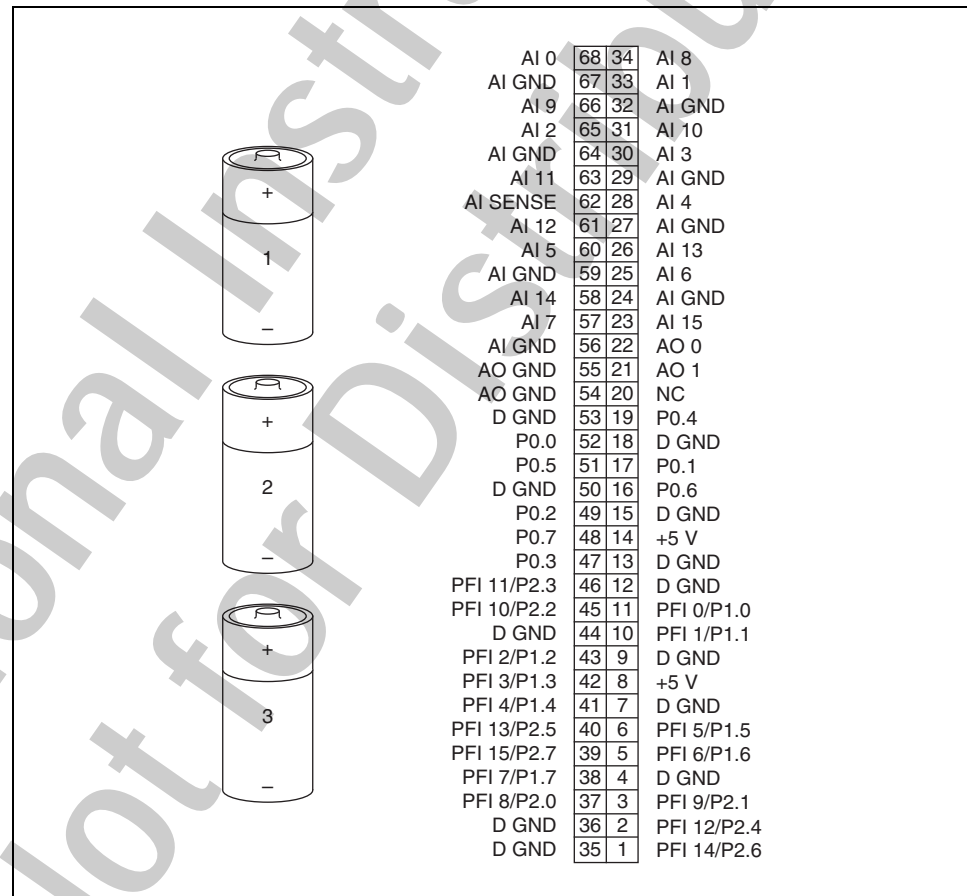 AI 0 68 34 AI 8
AI GND 67 33 AI 1
AI 9 66 32 AI GND
AI 2 65 31 AI 10
AI GND 64 30 AI 3
AI 11 63 29 AI GND
AI SENSE 62 28 AI 4
AI 12 61 27 AI GND
AI 5 60 26 AI 13
AI GND 59 25 AI 6
AI 14 58 24 AI GND
AI 7 57 23 AI 15
AI GND 56 22 AO 0
AO GND 55 21 AO 1
AO GND 54 20 NC
D GND 53 19 P0.4
P0.0 52 18 D GND
P0.5 51 17 P0.1
D GND 50 16 P0.6
P0.2 49 15 D GND
P0.7 48 14 +5 V
P0.3 47 13 D GND
PFI 11/P2.3 46 12 D GND
PFI 10/P2.2 45 11 PFI 0/P1.0
D GND 44 10 PFI 1/P1.1
PFI 2/P1.2 43 9 D GND
PFI 3/P1.3 42 8 +5 V
PFI 4/P1.4 41 7 D GND
PFI 13/P2.5 40 6 PFI 5/P1.5
PFI 15/P2.7 39 5 PFI 6/P1.6
PFI 7/P1.7 38 4 D GND
PFI 8/P2.0 37 3 PFI 9/P2.1
D GND 36 2 PFI 12/P2.4
D GND 35 1 PFI 14/P2.6
+
1
–
+
2
–
+
3
–